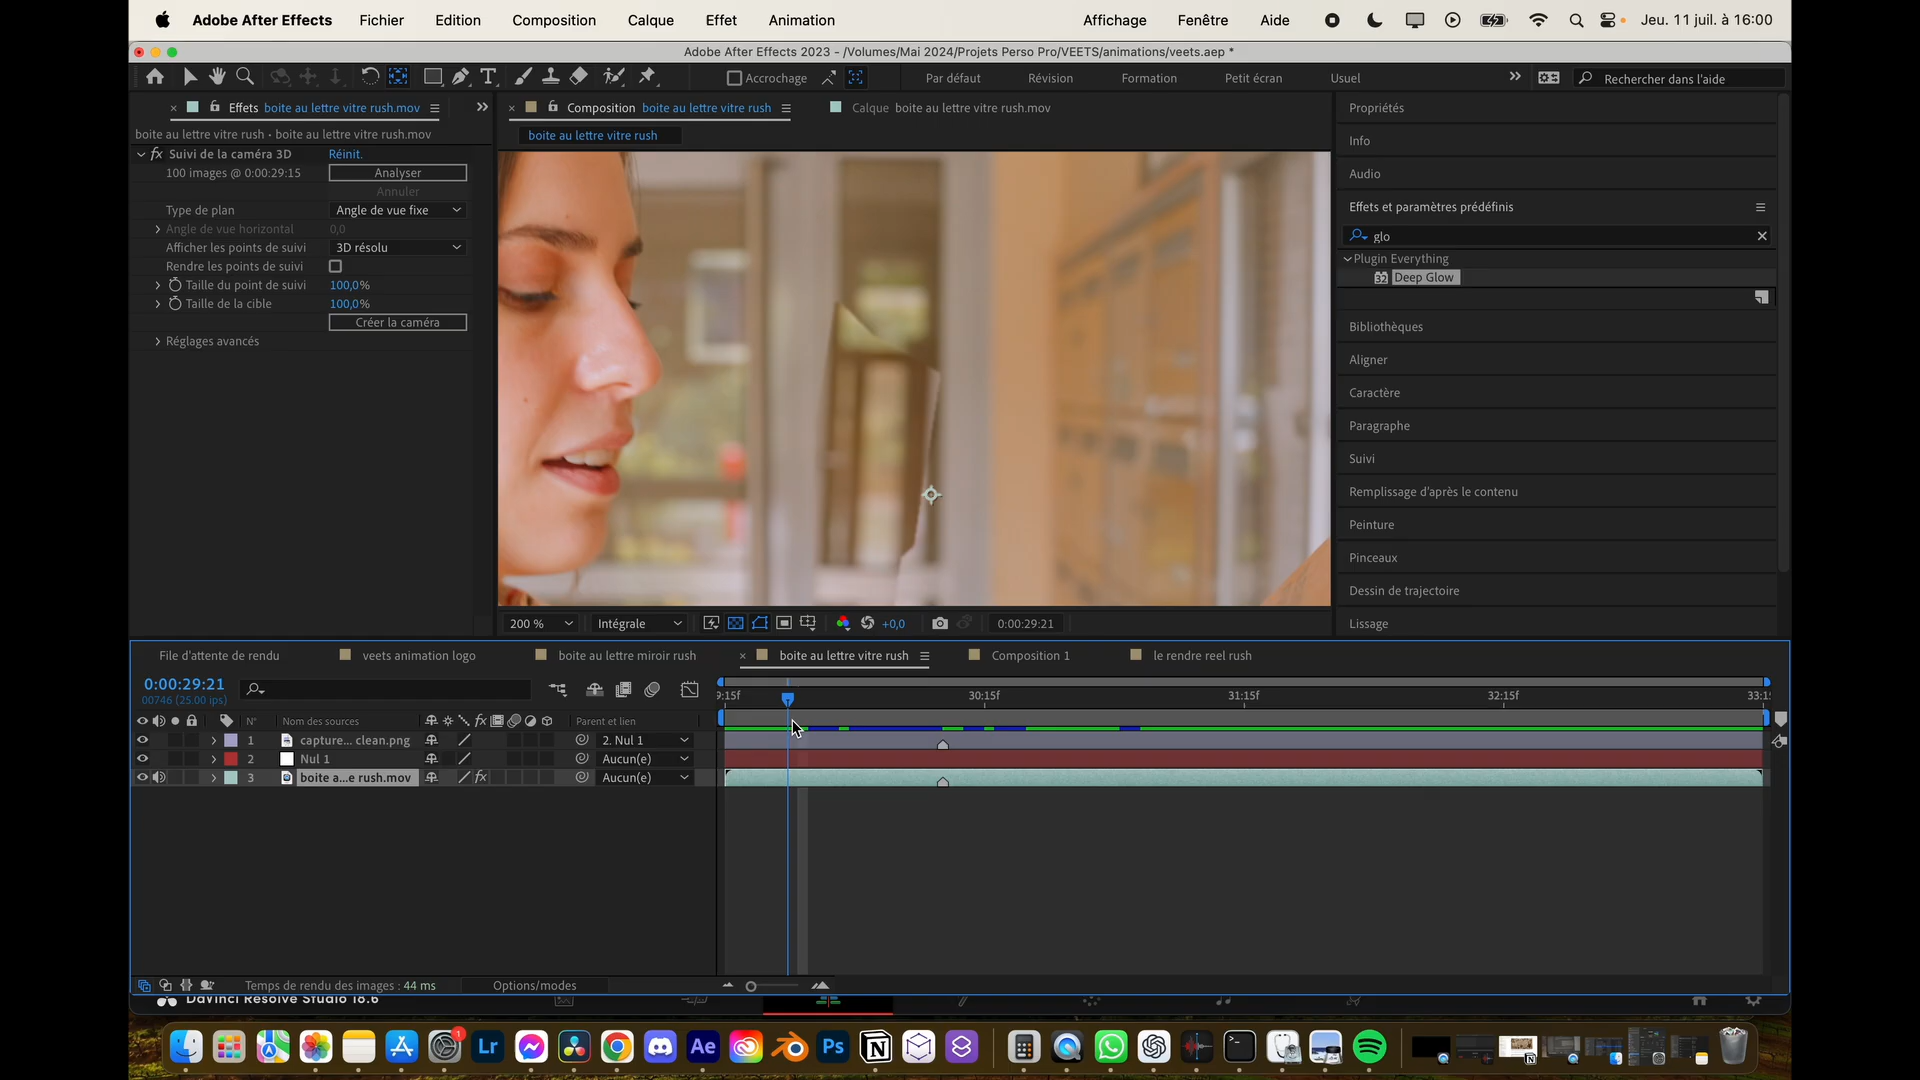 Adobe After Effects Fichier Edition Composition Calque Effet Animation Affichage Fenêtre Aide Jeu. 11 juil. à 16:00
Adobe After Effects 2023 - /Volumes/Mai 2024/Projets Perso Pro/VEETS/animations/veets.aep *
Accrochage Par défaut Révision Formation Petit écran Usuel Rechercher dans l'aide
Effets boite au lettre vitre rush.mov
Composition boite au lettre vitre rush
Calque boite au lettre vitre rush.mov
boite au lettre vitre rush • boite au lettre vitre rush.mov
boite au lettre vitre rush
fx Suivi de la caméra 3D Réinit.
100 images @ 0:00:29:15 Analyser
Annuler
Type de plan Angle de vue fixe
Angle de vue horizontal 0,0
Afficher les points de suivi 3D résolu
Rendre les points de suivi
Taille du point de suivi 100,0%
Taille de la cible 100,0%
Créer la caméra
Réglages avancés
200 % Intégrale +0,0 0:00:29:21
Propriétés
Info
Audio
Effets et paramètres prédéfinis
glo
Plugin Everything
32 Deep Glow
Bibliothèques
Aligner
Caractère
Paragraphe
Suivi
Remplissage d'après le contenu
Peinture
Pinceaux
Dessin de trajectoire
Lissage
File d'attente de rendu veets animation logo boite au lettre miroir rush boite au lettre vitre rush Composition 1 le rendre reel rush
0:00:29:21
00746 (25.00 ips)
9:15f 30:15f 31:15f 32:15f 33:1
N° Nom des sources fx Parent et lien
1 capture... clean.png 2. Nul 1
2 Nul 1 Aucun(e)
3 boite a...e rush.mov fx Aucun(e)
Temps de rendu des images : 44 ms Options/modes
DaVinci Resolve Studio 18.6
1 Lr Ae Ps